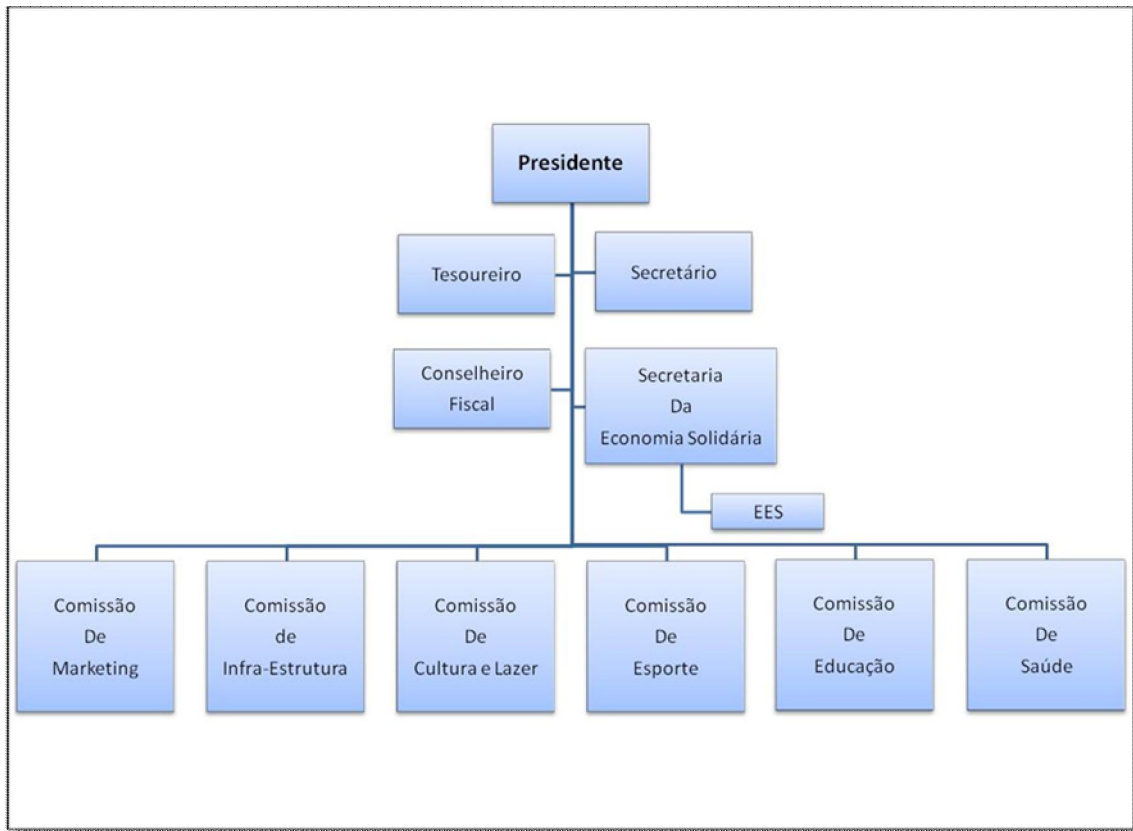 Presidente
Tesoureiro
Secretário
Conselheiro
Fiscal
Secretaria
Da
Economia Solidária
EES
Comissão
De
Marketing
Comissão
de
Infra-Estrutura
Comissão
De
Cultura e Lazer
Comissão
De
Esporte
Comissão
De
Educação
Comissão
De
Saúde